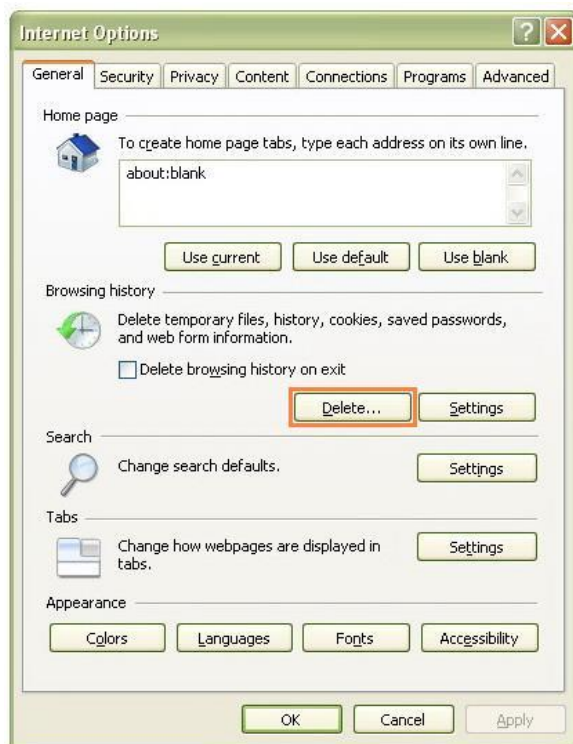 Internet Options
General Security Privacy Content Connections Programs Advanced
Home page
To create home page tabs, type each address on its own line.
about:blank
Use current Use default Use blank
Browsing history
Delete temporary files, history, cookies, saved passwords,
and web form information.
Delete browsing history on exit
Delete... Settings
Search
Change search defaults. Settings
Tabs
Change how webpages are displayed in Settings
tabs.
Appearance
Colors Languages Fonts Accessibility
OK Cancel Apply